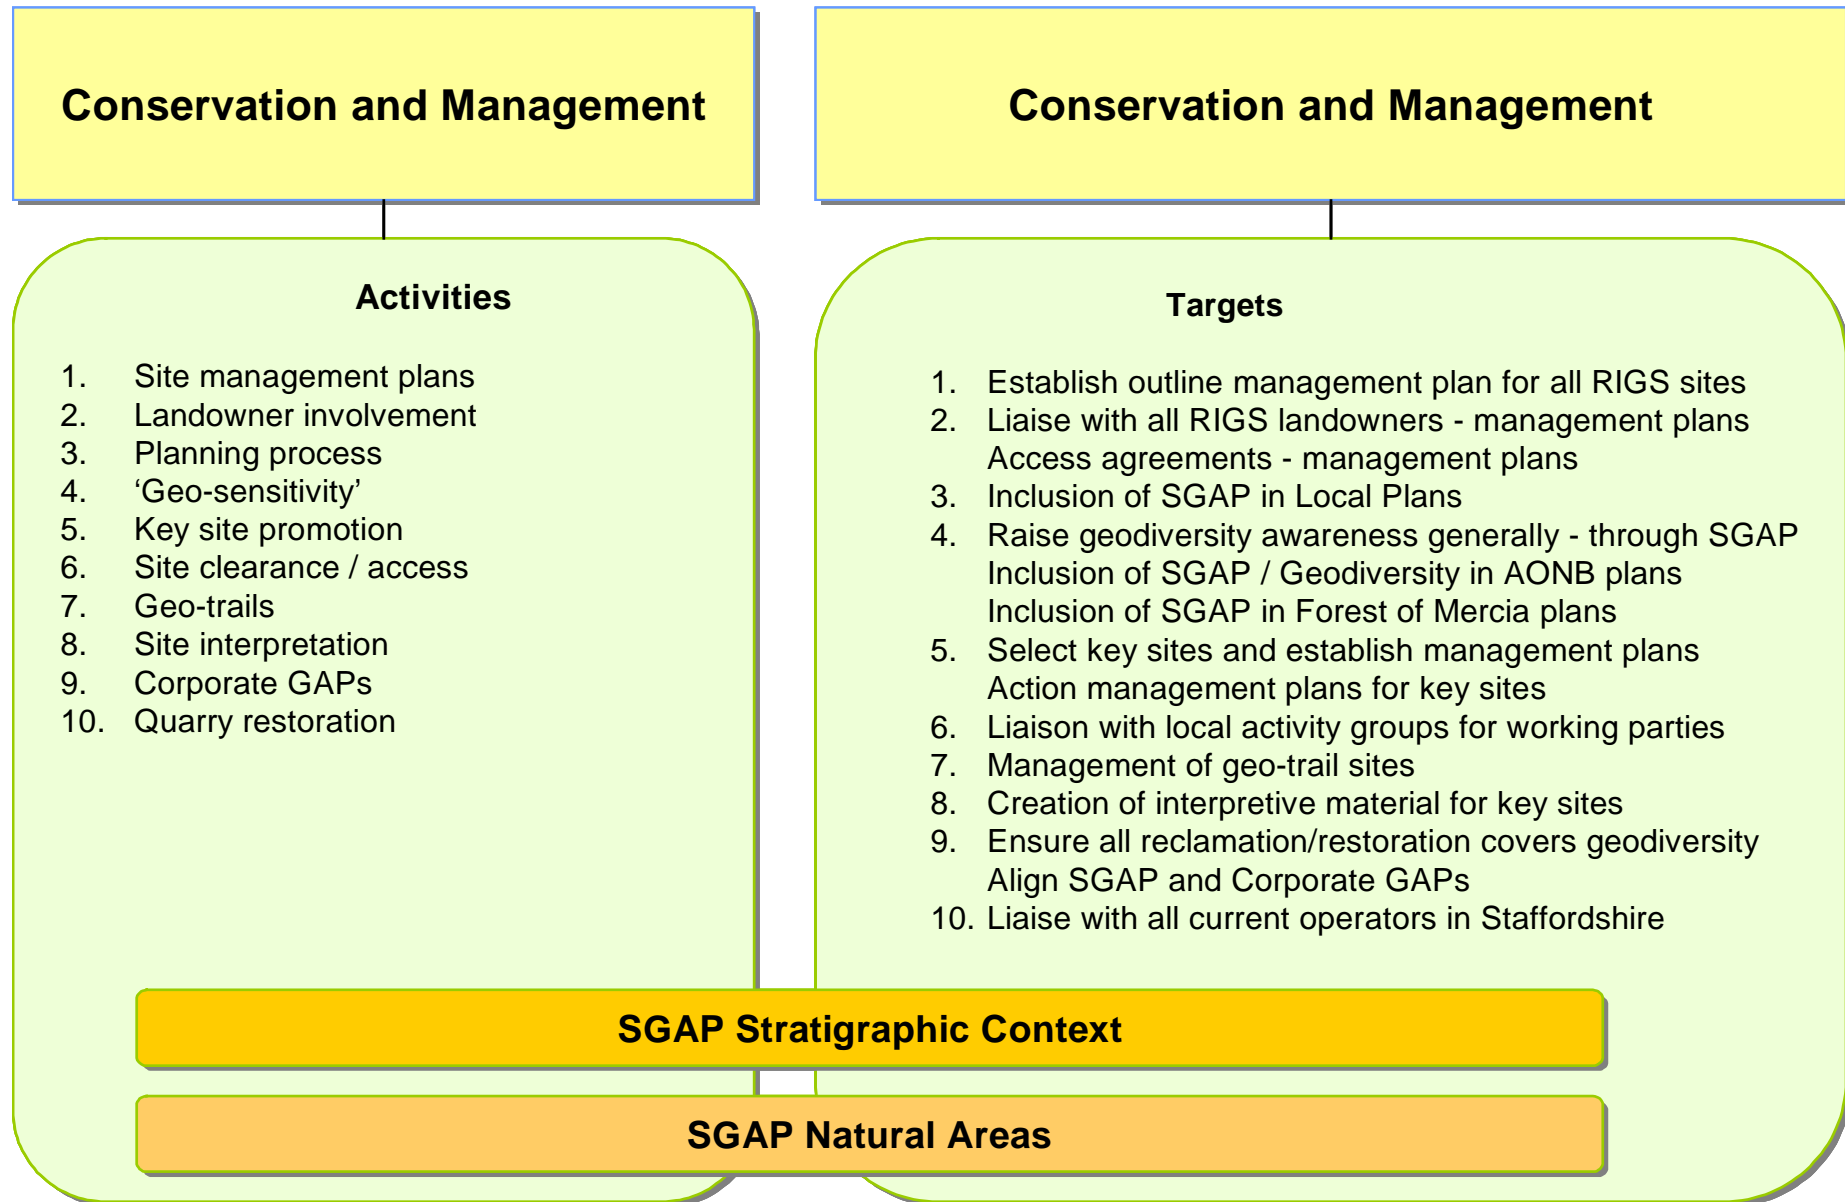 Conservation and Management
Activities
1. Site management plans
2. Landowner involvement
3. Planning process
4. ‘Geo-sensitivity’
5. Key site promotion
6. Site clearance / access
7. Geo-trails
8. Site interpretation
9. Corporate GAPs
10. Quarry restoration
Conservation and Management
Targets
1. Establish outline management plan for all RIGS sites
2. Liaise with all RIGS landowners - management plans
Access agreements - management plans
3. Inclusion of SGAP in Local Plans
4. Raise geodiversity awareness generally - through SGAP
Inclusion of SGAP / Geodiversity in AONB plans
Inclusion of SGAP in Forest of Mercia plans
5. Select key sites and establish management plans
Action management plans for key sites
6. Liaison with local activity groups for working parties
7. Management of geo-trail sites
8. Creation of interpretive material for key sites
9. Ensure all reclamation/restoration covers geodiversity
Align SGAP and Corporate GAPs
10. Liaise with all current operators in Staffordshire
SGAP Stratigraphic Context
SGAP Natural Areas